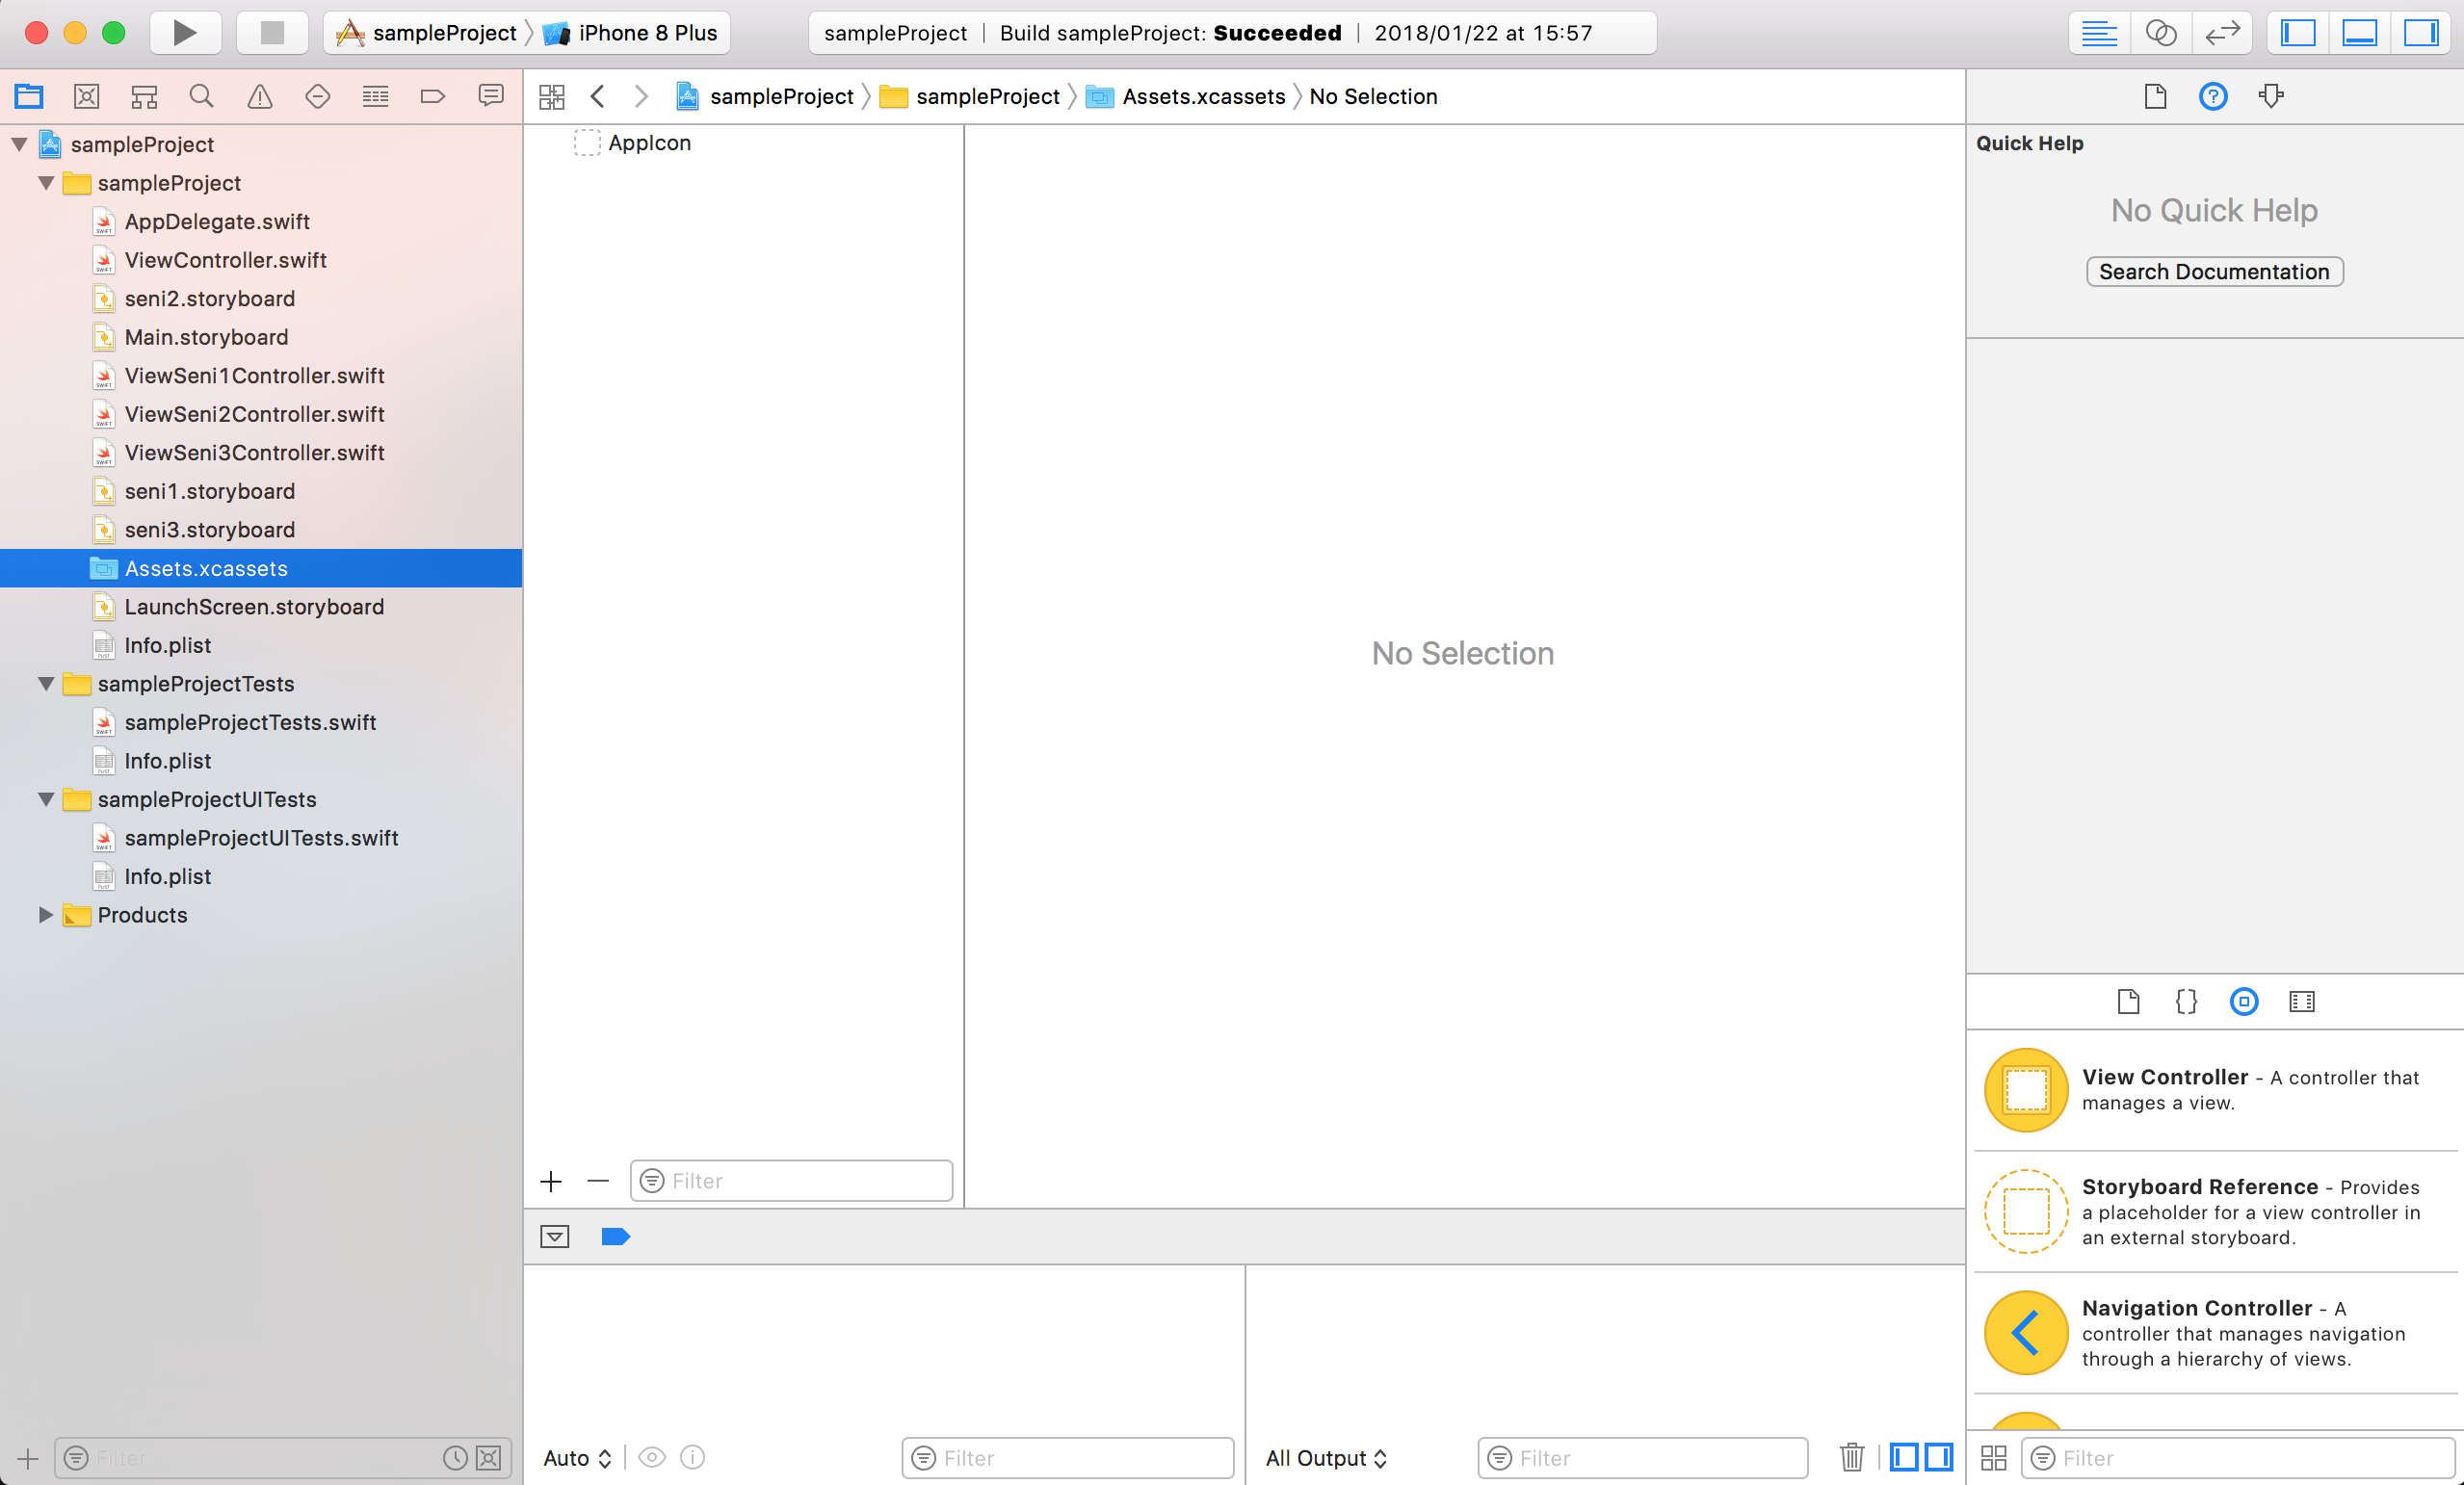 sampleProject
iPhone 8 Plus
sampleProject | Build sampleProject: Succeeded | 2018/01/22 at 15:57
sampleProject
sampleProject
Assets.xcassets
No Selection
sampleProject
sampleProject
AppDelegate.swift
ViewController.swift
seni2.storyboard
Main.storyboard
ViewSeni1Controller.swift
ViewSeni2Controller.swift
ViewSeni3Controller.swift
seni1.storyboard
seni3.storyboard
Assets.xcassets
LaunchScreen.storyboard
Info.plist
sampleProjectTests
sampleProjectTests.swift
Info.plist
sampleProjectUITests
sampleProjectUITests.swift
Info.plist
Products
Filter
AppIcon
Filter
No Selection
Auto
Filter
All Output
Filter
Quick Help
No Quick Help
Search Documentation
View Controller - A controller that
manages a view.
Storyboard Reference - Provides
a placeholder for a view controller in
an external storyboard.
Navigation Controller - A
controller that manages navigation
through a hierarchy of views.
Filter